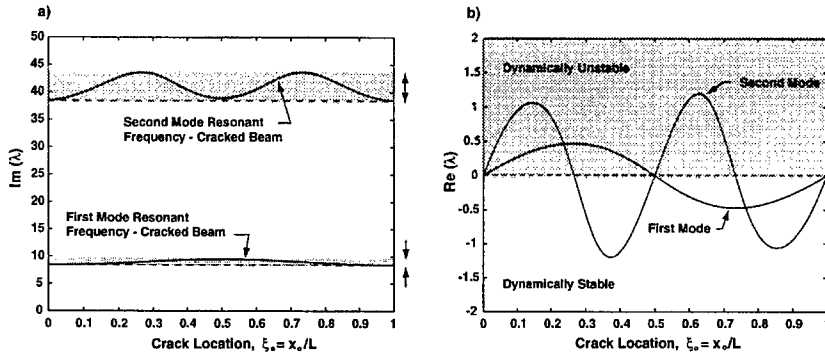 a)
50
45
40
35
30
25
20
15
10
5
0
Im (λ)
Second Mode Resonant
Frequency - Cracked Beam
First Mode Resonant
Frequency - Cracked Beam
0 0.1 0.2 0.3 0.4 0.5 0.6 0.7 0.8 0.9 1
Crack Location, ξₒ = xₒ/L
b)
2
1.5
1
0.5
0
-0.5
-1
-1.5
-2
Re (λ)
Dynamically Unstable
Second Mode
First Mode
Dynamically Stable
0 0.1 0.2 0.3 0.4 0.5 0.6 0.7 0.8 0.9 1
Crack Location, ξₒ = xₒ/L